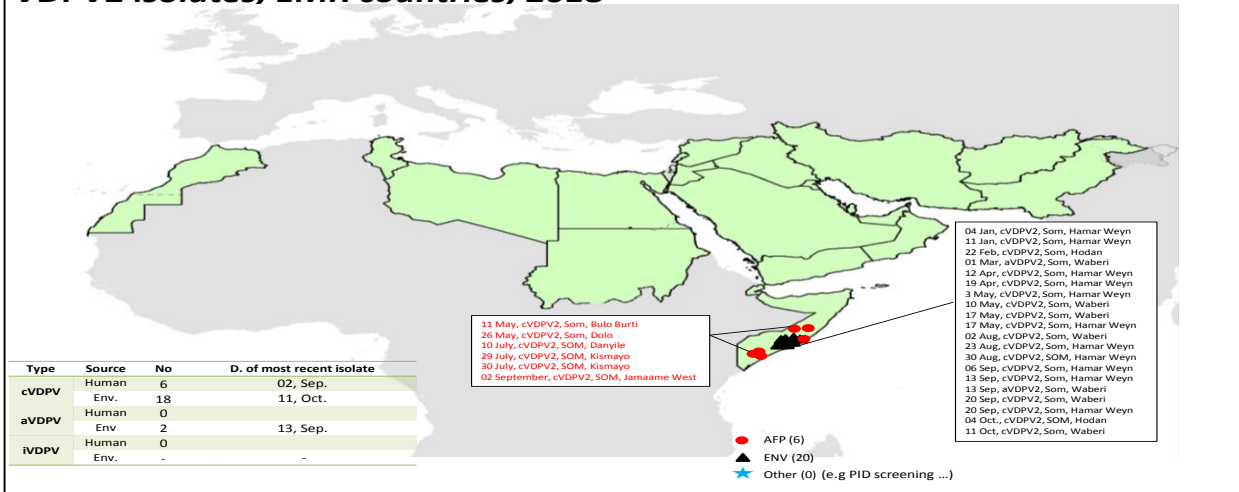 VDPV2 isolates, EMR countries, 2018
04 Jan, cVDPV2, Som, Hamar Weyn
11 Jan, cVDPV2, Som, Hamar Weyn
22 Feb, cVDPV2, Som, Hodan
01 Mar, aVDPV2, Som, Waberi
12 Apr, cVDPV2, Som, Hamar Weyn
19 Apr, cVDPV2, Som, Hamar Weyn
3 May, cVDPV2, Som, Hamar Weyn
10 May, cVDPV2, Som, Waberi
17 May, cVDPV2, Som, Waberi
17 May, cVDPV2, Som, Hamar Weyn
02 Aug, cVDPV2, Som, Waberi
23 Aug, cVDPV2, Som, Hamar Weyn
30 Aug, cVDPV2, SOM, Hamar Weyn
06 Sep, cVDPV2, Som, Hamar Weyn
13 Sep, cVDPV2, Som, Hamar Weyn
13 Sep, aVDPV2, Som, Waberi
20 Sep, cVDPV2, Som, Waberi
20 Sep, cVDPV2, Som, Hamar Weyn
04 Oct., cVDPV2, SOM, Hodan
11 Oct, cVDPV2, Som, Waberi
11 May, cVDPV2, Som, Bulo Burti
26 May, cVDPV2, Som, Dolo
10 July, cVDPV2, SOM, Danyile
29 July, cVDPV2, SOM, Kismayo
30 July, cVDPV2, SOM, Kismayo
02 September, cVDPV2, SOM, Jamaame West
Type Source No D. of most recent isolate
cVDPV Human 6 02, Sep.
Env. 18 11, Oct.
aVDPV Human 0
Env 2 13, Sep.
iVDPV Human 0
Env. - -
AFP (6)
ENV (20)
Other (0) (e.g PID screening ...)